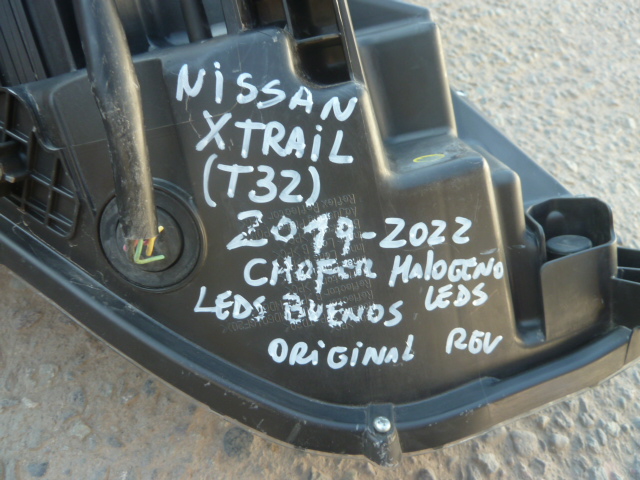 NISSAN
XTRAIL
(T32)
2019-2022
CHOFER HALOGENO
LEDS BUENOS LEDS
ORIGINAL REV